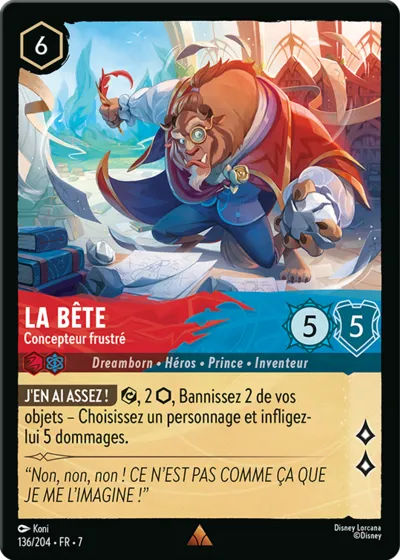 6
LA BÊTE
Concepteur frustré
5
5
Dreamborn • Héros • Prince • Inventeur
J'EN AI ASSEZ ! , 2 , Bannissez 2 de vos
objets – Choisissez un personnage et infligez-
lui 5 dommages.
“Non, non, non ! CE N'EST PAS COMME ÇA QUE
JE ME L'IMAGINE !”
Koni
136/204 • FR • 7
Disney Lorcana
©Disney